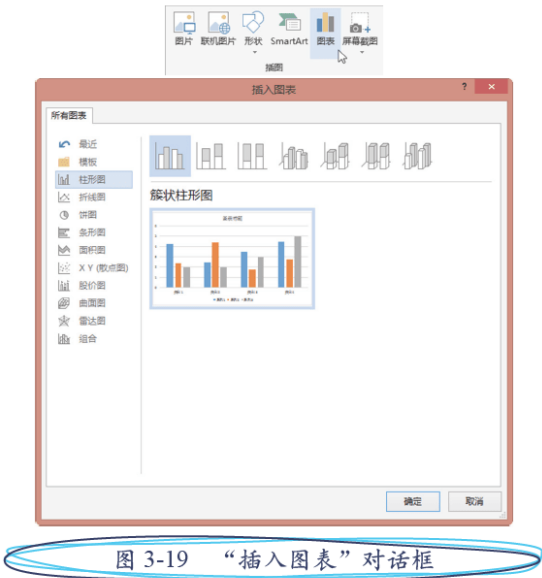 图片 联机图片 形状 SmartArt 图表 屏幕截图
插图
插入图表
? ×
所有图表
最近
模板
柱形图
折线图
饼图
条形图
面积图
X Y (散点图)
股价图
曲面图
雷达图
组合
簇状柱形图
确定 取消
图 3-19 “插入图表”对话框